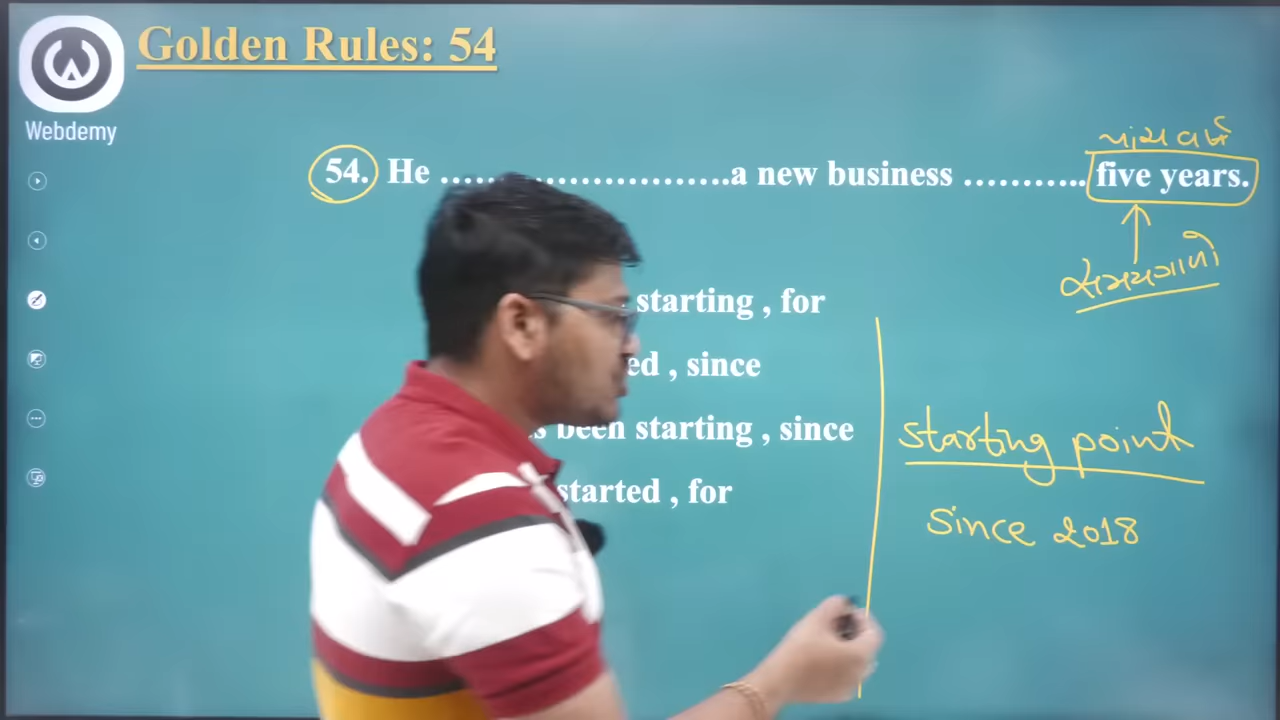 Golden Rules: 54
Webdemy
પાંચ વર્ષ
54. He ..............................a new business ........... five years.
સમયગાળો
starting , for
ed , since
s been starting , since
started , for
starting point
Since 2018